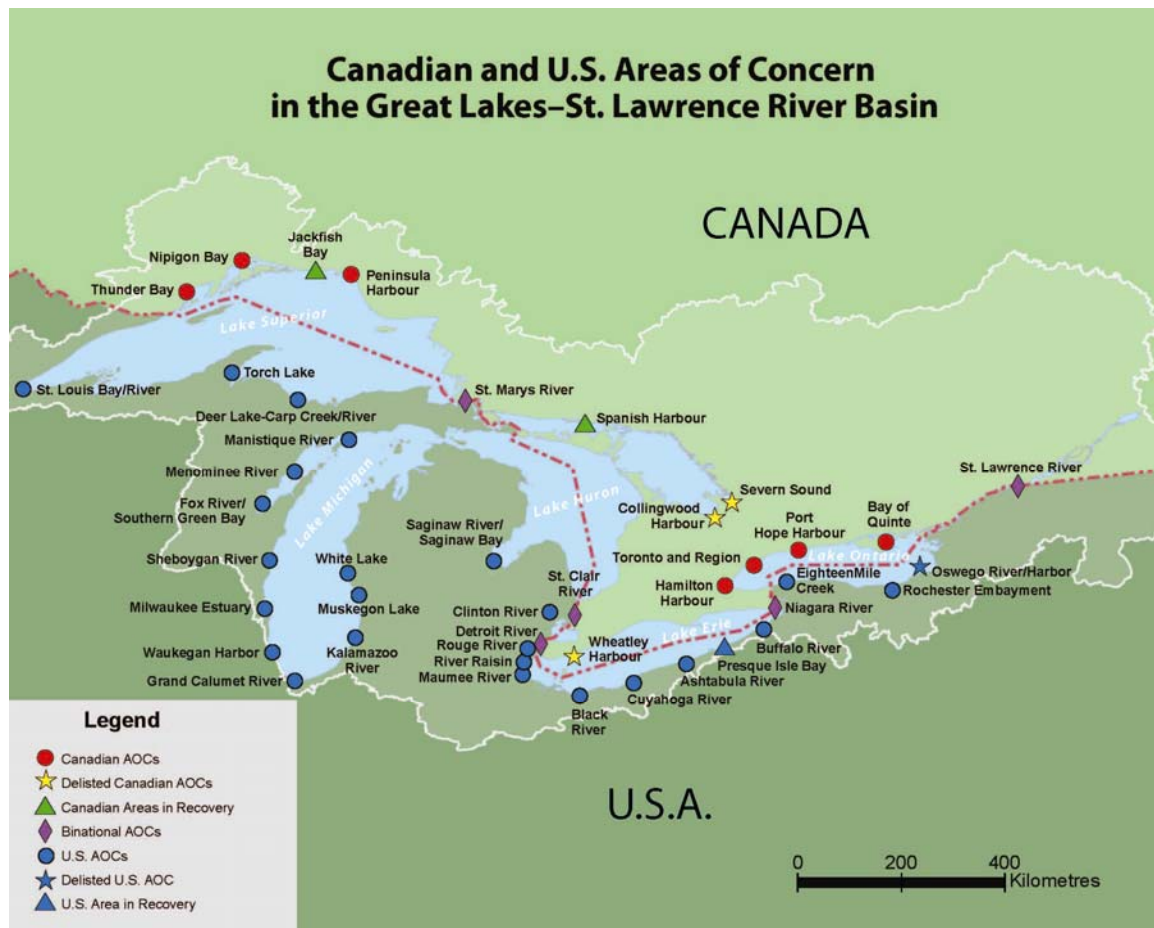 Canadian and U.S. Areas of Concern
in the Great Lakes–St. Lawrence River Basin
CANADA
Jackfish
Bay
Nipigon Bay
Peninsula
Harbour
Thunder Bay
Lake Superior
St. Louis Bay/River
Torch Lake
St. Marys River
Deer Lake-Carp Creek/River
Spanish Harbour
Manistique River
Menominee River
Lake Michigan
St. Lawrence River
Fox River/
Southern Green Bay
Lake Huron
Severn Sound
Collingwood
Harbour
Bay of
Quinte
Port
Hope Harbour
Saginaw River/
Saginaw Bay
Sheboygan River
White Lake
Toronto and Region
Lake Ontario
St. Clair
River
Hamilton
Harbour
EighteenMile
Creek
Oswego River/Harbor
Rochester Embayment
Milwaukee Estuary
Muskegon Lake
Clinton River
Niagara River
Detroit River
Rouge River
River Raisin
Maumee River
Wheatley
Harbour
Lake Erie
Buffalo River
Waukegan Harbor
Kalamazoo
River
Presque Isle Bay
Ashtabula River
Grand Calumet River
Cuyahoga River
Black
River
Legend
Canadian AOCs
Delisted Canadian AOCs
Canadian Areas in Recovery
Binational AOCs
U.S. AOCs
Delisted U.S. AOC
U.S. Area in Recovery
U.S.A.
0 200 400
Kilometres